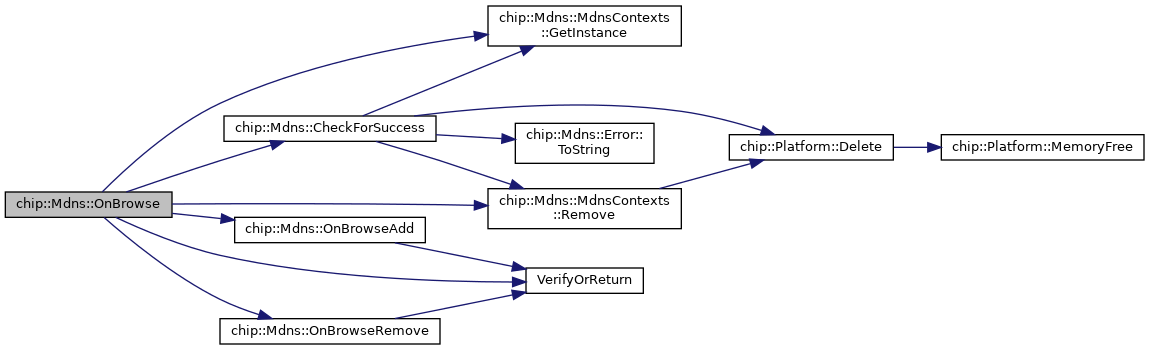 chip::Mdns::MdnsContexts
::GetInstance
chip::Mdns::CheckForSuccess
chip::Mdns::Error::
ToString
chip::Platform::Delete
chip::Platform::MemoryFree
chip::Mdns::OnBrowse
chip::Mdns::MdnsContexts
::Remove
chip::Mdns::OnBrowseAdd
VerifyOrReturn
chip::Mdns::OnBrowseRemove